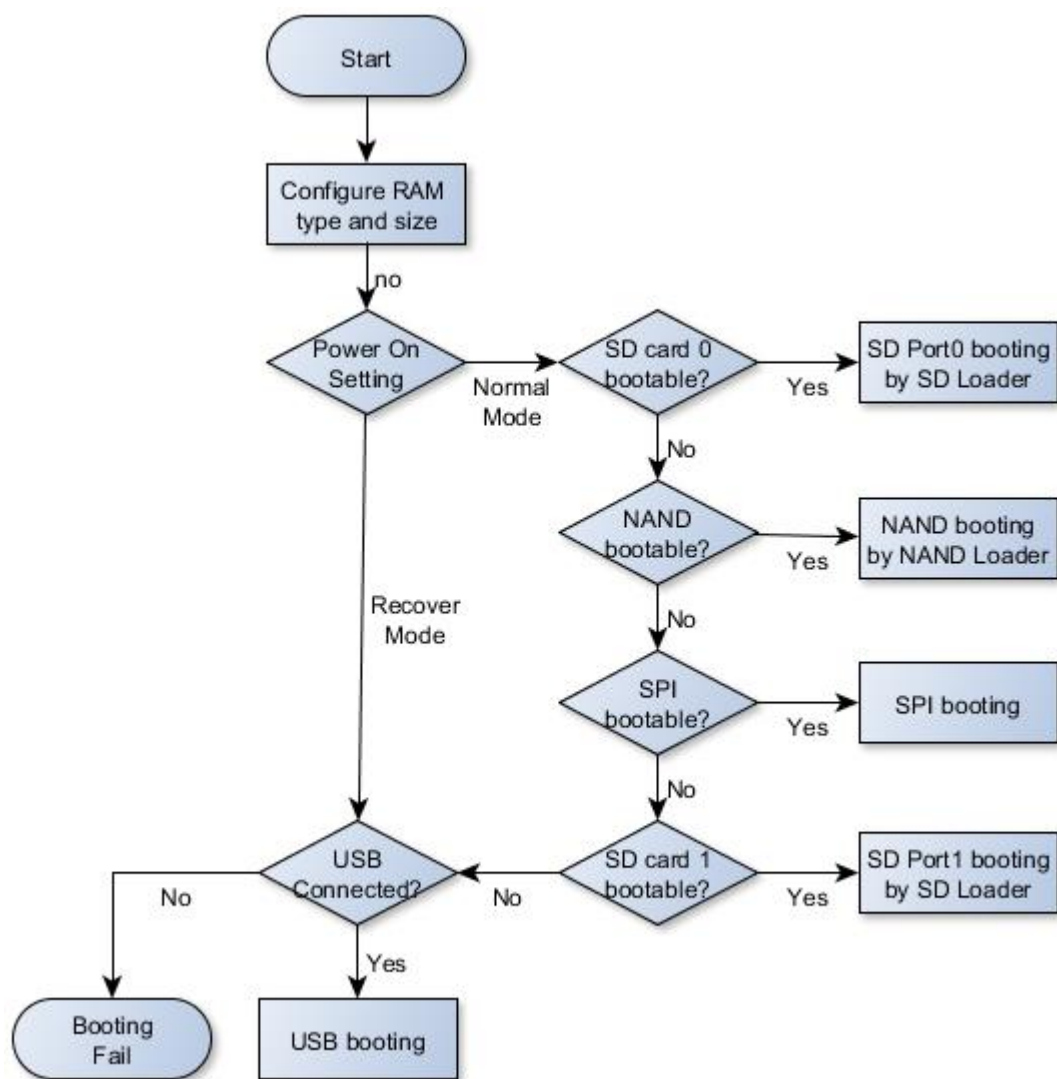 Start
Configure RAM
type and size
no
Power On
Setting
Normal
Mode
SD card 0
bootable?
Yes
SD Port0 booting
by SD Loader
No
NAND
bootable?
Yes
NAND booting
by NAND Loader
No
Recover
Mode
SPI
bootable?
Yes
SPI booting
No
SD card 1
bootable?
Yes
SD Port1 booting
by SD Loader
No
USB
Connected?
No
Yes
Booting
Fail
USB booting